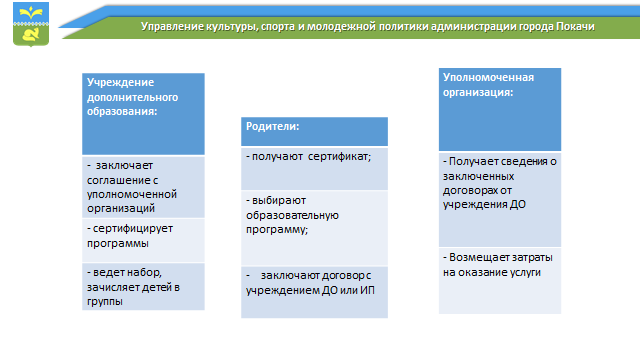 Управление культуры, спорта и молодежной политики администрации города Покачи
Учреждение
дополнительного
образования:
- заключает
соглашение с
уполномоченной
организаций
- сертифицирует
программы
- ведет набор,
зачисляет детей в
группы
Родители:
- получают сертификат;
- выбирают
образовательную
программу;
- заключают договор с
учреждением ДО или ИП
Уполномоченная
организация:
- Получает сведения о
заключенных
договорах от
учреждения ДО
- Возмещает затраты
на оказание услуги